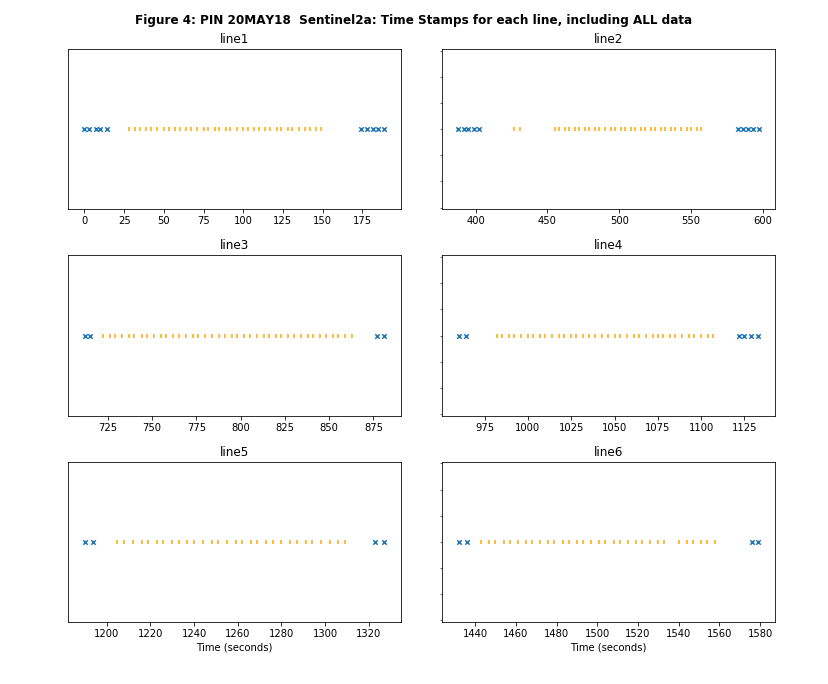 Figure 4: PIN 20MAY18  Sentinel2a: Time Stamps for each line, including ALL data
line1
line2
0 25 50 75 100 125 150 175
400 450 500 550 600
line3
line4
725 750 775 800 825 850 875
975 1000 1025 1050 1075 1100 1125
line5
line6
1200 1220 1240 1260 1280 1300 1320
1440 1460 1480 1500 1520 1540 1560 1580
Time (seconds)
Time (seconds)